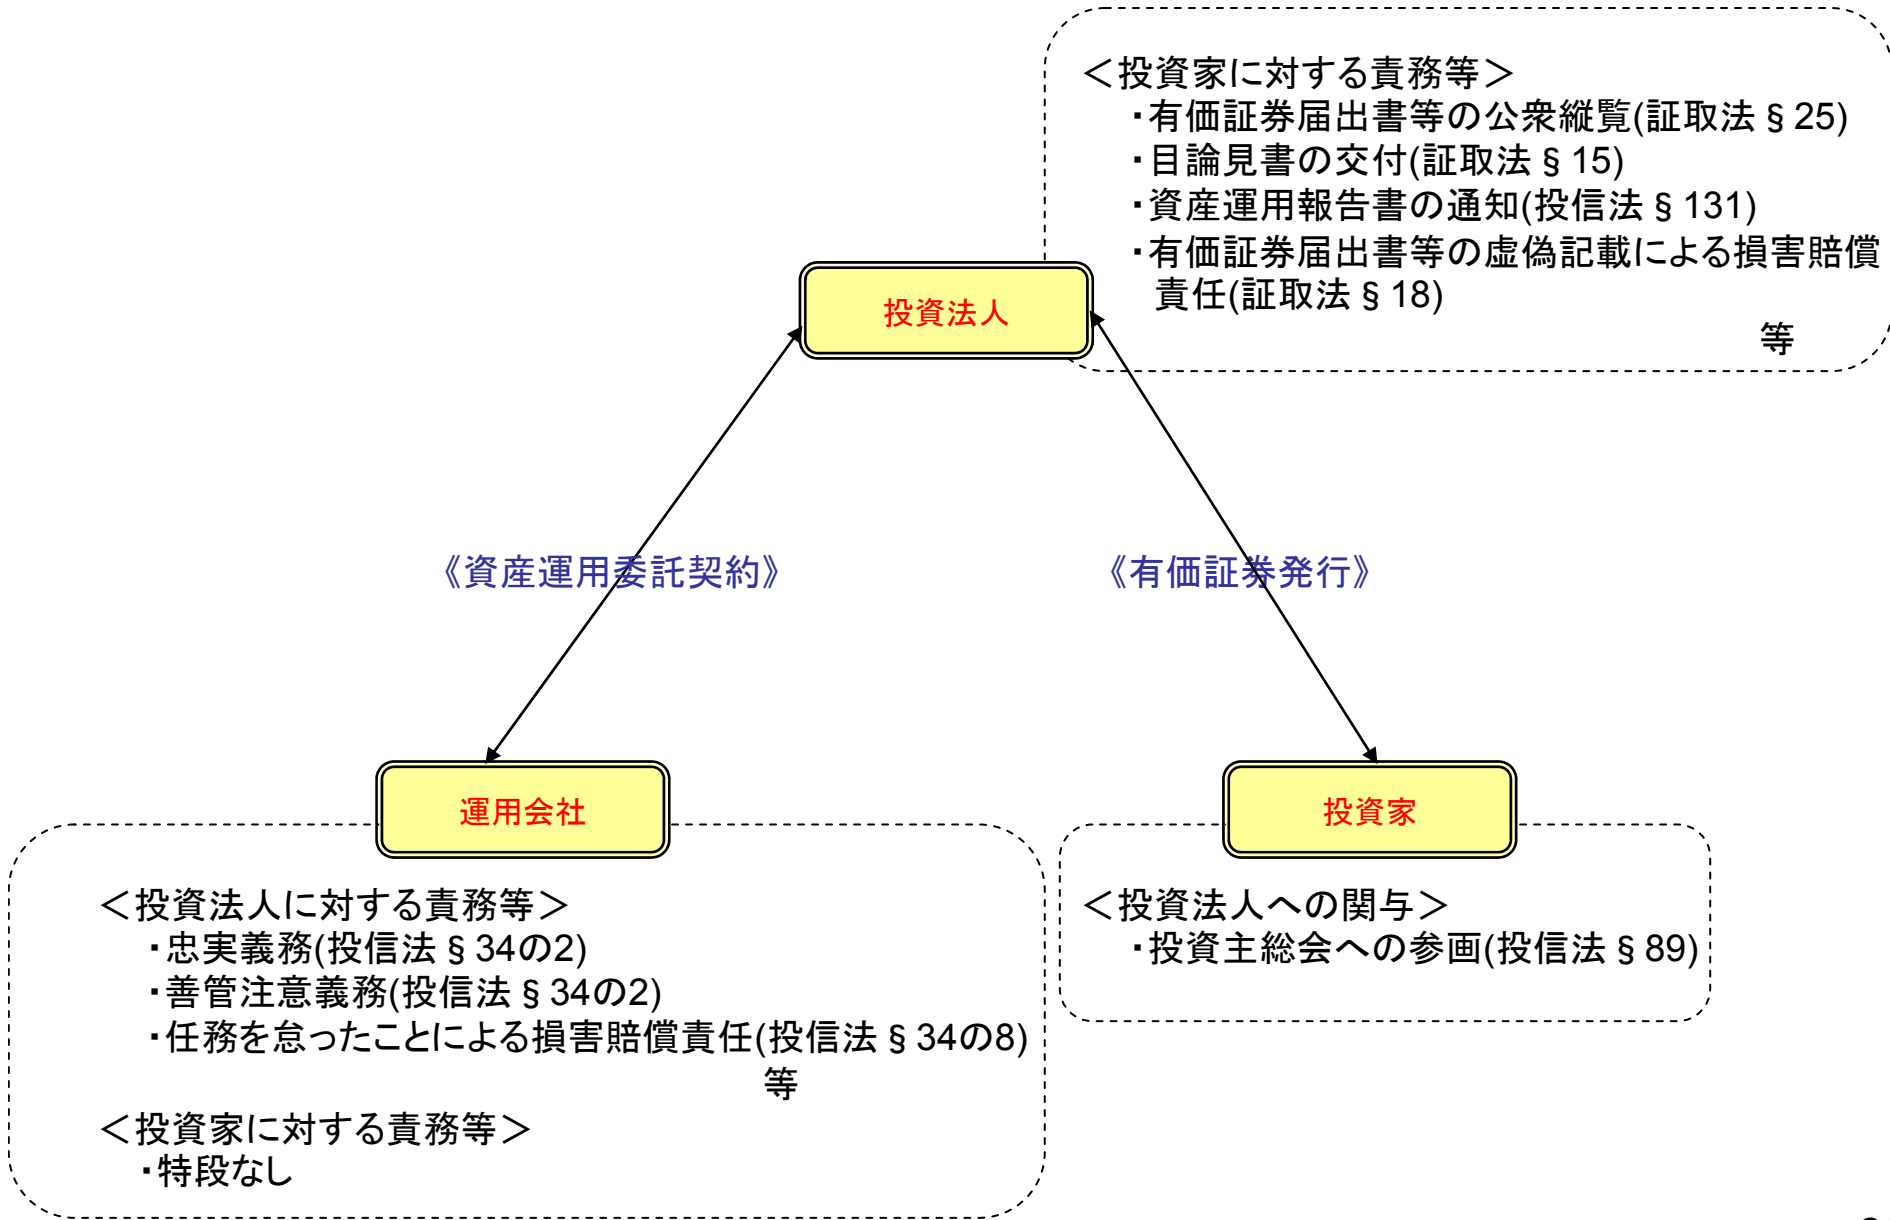 ＜投資家に対する責務等＞
・有価証券届出書等の公衆縦覧(証取法§25)
・目論見書の交付(証取法§15)
・資産運用報告書の通知(投信法§131)
・有価証券届出書等の虚偽記載による損害賠償
責任(証取法§18)
等
投資法人
《資産運用委託契約》
《有価証券発行》
運用会社
＜投資法人に対する責務等＞
・忠実義務(投信法§34の2)
・善管注意義務(投信法§34の2)
・任務を怠ったことによる損害賠償責任(投信法§34の8)
等
＜投資家に対する責務等＞
・特段なし
投資家
＜投資法人への関与＞
・投資主総会への参画(投信法§89)